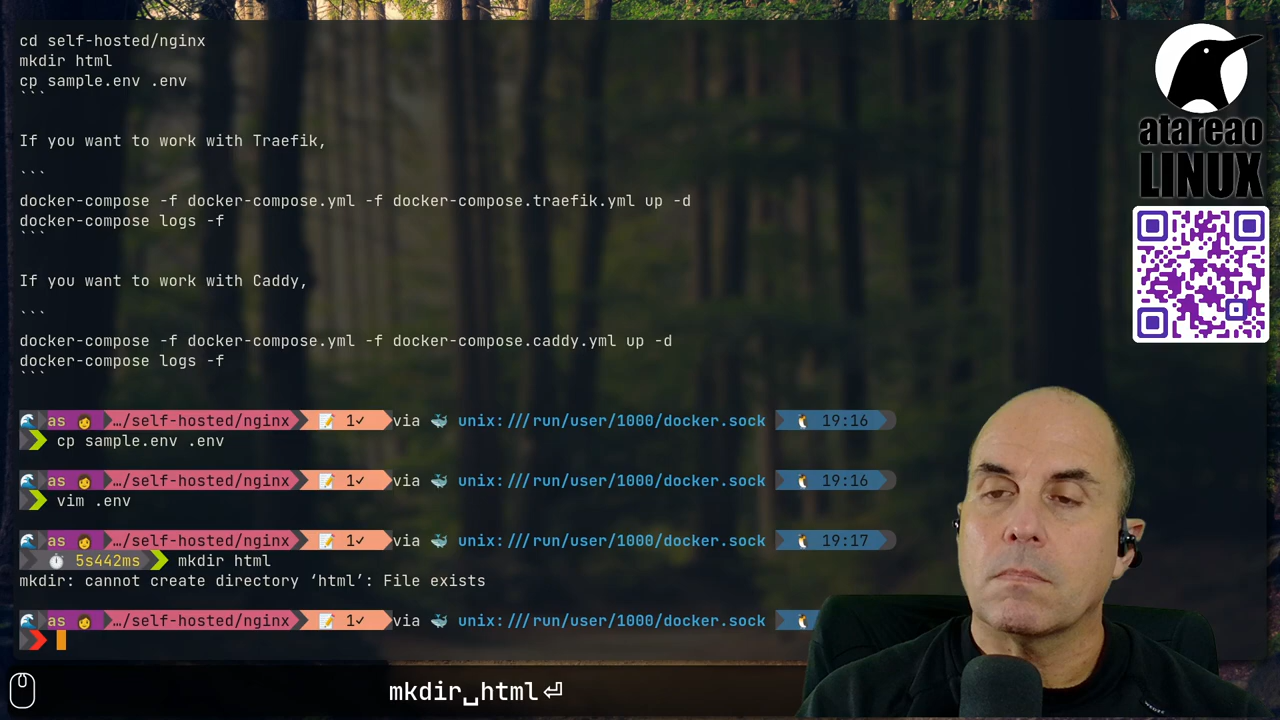 cd self-hosted/nginx
mkdir html
cp sample.env .env
```
If you want to work with Traefik,
```
docker-compose -f docker-compose.yml -f docker-compose.traefik.yml up -d
docker-compose logs -f
```
If you want to work with Caddy,
```
docker-compose -f docker-compose.yml -f docker-compose.caddy.yml up -d
docker-compose logs -f
```
as …/self-hosted/nginx 1✓ via unix:///run/user/1000/docker.sock 19:16
cp sample.env .env
as …/self-hosted/nginx 1✓ via unix:///run/user/1000/docker.sock 19:16
vim .env
as …/self-hosted/nginx 1✓ via unix:///run/user/1000/docker.sock 19:17
5s442ms mkdir html
mkdir: cannot create directory ‘html’: File exists
as …/self-hosted/nginx 1✓ via unix:///run/user/1000/docker.sock
mkdir␣html⏎
atareao
LINUX